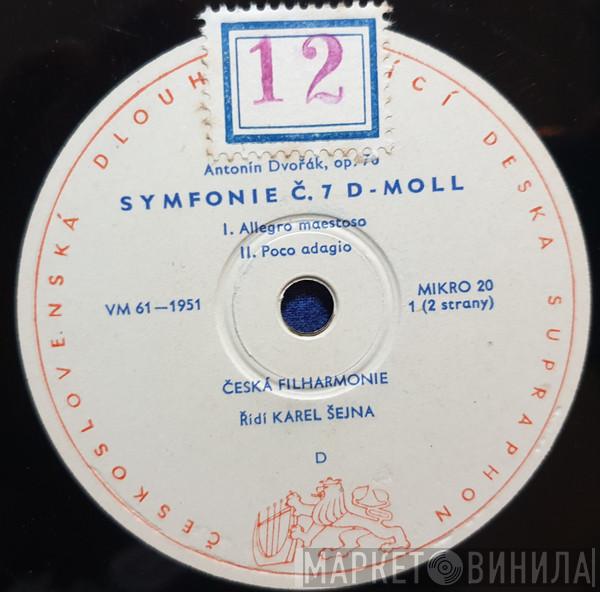 12
Antonín Dvořák, op. 70
SYMFONIE Č. 7 D-MOLL
I. Allegro maestoso
II. Poco adagio
VM 61—1951
MIKRO 20
1 (2 strany)
ČESKÁ FILHARMONIE
Řídí KAREL ŠEJNA
D
ČESKOSLOVENSKÁ DLOUH CÍ DESKA SUPRAPHON
МАРКЕТ ВИНИЛА